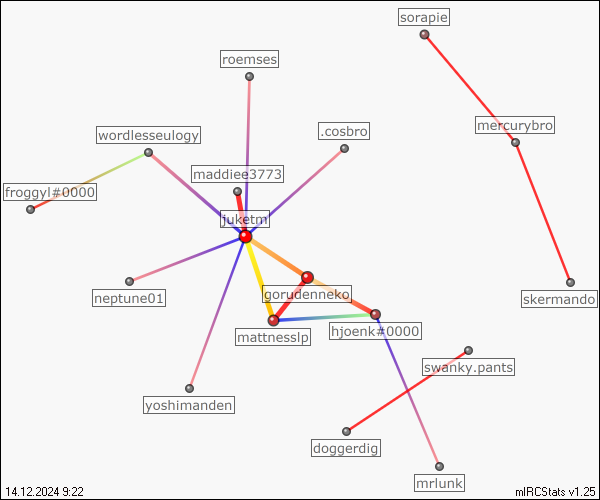 sorapie
roemses
mercurybro
wordlesseulogy
.cosbro
maddiee3773
froggyl#0000
juketm
gorudenneko
neptune01
skermando
hjoenk#0000
mattnesslp
swanky.pants
yoshimanden
doggerdig
mrlunk
14.12.2024 9:22
mIRCStats v1.25